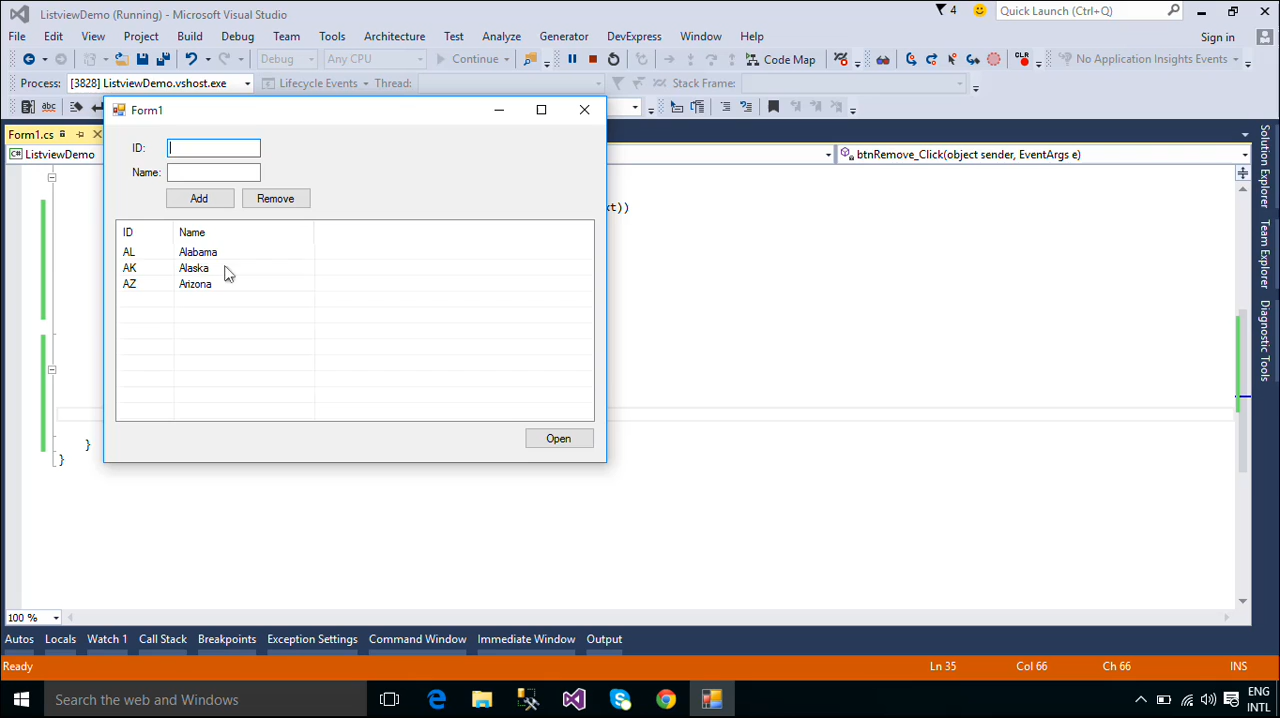 ListviewDemo (Running) - Microsoft Visual Studio
4
Quick Launch (Ctrl+Q)
File Edit View Project Build Debug Team Tools Architecture Test Analyze Generator DevExpress Window Help
Sign in
Debug Any CPU Continue Code Map CLR No Application Insights Events
Process: [3828] ListviewDemo.vshost.exe Lifecycle Events Thread: Stack Frame:
abc
Form1
Form1.cs
C# ListviewDemo
btnRemove_Click(object sender, EventArgs e)
ID:
Name:
Add Remove
xt))
ID Name
AL Alabama
AK Alaska
AZ Arizona
Open
}
}
Solution Explorer
Team Explorer
Diagnostic Tools
100 %
Autos Locals Watch 1 Call Stack Breakpoints Exception Settings Command Window Immediate Window Output
Ready Ln 35 Col 66 Ch 66 INS
Search the web and Windows
ENG
INTL